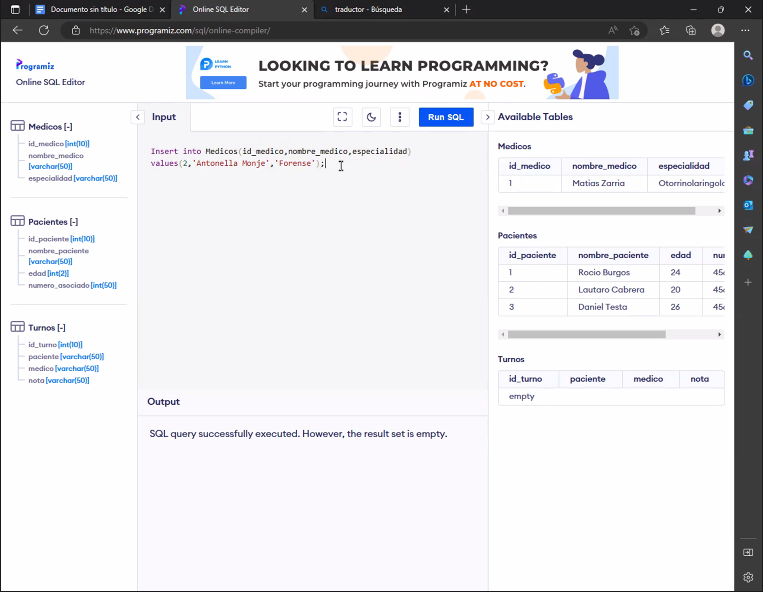 Documento sin título - Google D
Online SQL Editor
traductor - Búsqueda
https://www.programiz.com/sql/online-compiler/
Programiz
Online SQL Editor
LEARN PYTHON
Learn More
LOOKING TO LEARN PROGRAMMING?
Start your programming journey with Programiz AT NO COST.
Medicos [-]
id_medico [int(10)]
nombre_medico
[varchar(50)]
especialidad [varchar(50)]
Pacientes [-]
id_paciente [int(10)]
nombre_paciente
[varchar(50)]
edad [int(2)]
numero_asociado [int(50)]
Turnos [-]
id_turno [int(10)]
paciente [varchar(50)]
medico [varchar(50)]
nota [varchar(50)]
Input
Run SQL
Insert into Medicos(id_medico,nombre_medico,especialidad)
values(2,'Antonella Monje','Forense');
Output
SQL query successfully executed. However, the result set is empty.
Available Tables
Medicos
id_medico nombre_medico especialidad
1 Matias Zarria Otorrinolaringolo
Pacientes
id_paciente nombre_paciente edad nu
1 Rocio Burgos 24 45
2 Lautaro Cabrera 20 45
3 Daniel Testa 26 45
Turnos
id_turno paciente medico nota
empty